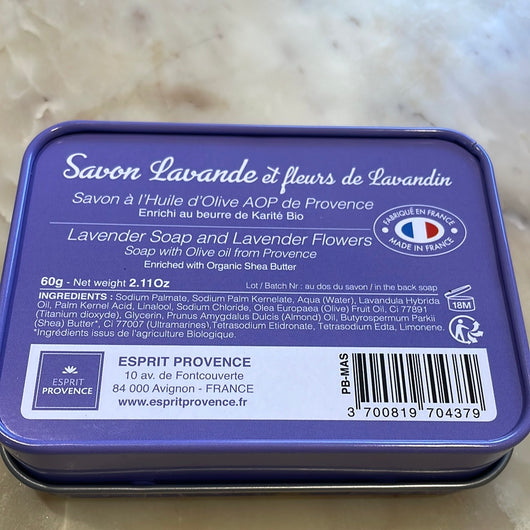 Savon Lavande et fleurs de Lavandin
Savon à l'Huile d'Olive AOP de Provence
Enrichi au beurre de Karité Bio
Lavender Soap and Lavender Flowers
Soap with Olive oil from Provence
Enriched with Organic Shea Butter
FABRIQUÉ EN FRANCE
MADE IN FRANCE
60g - Net weight 2.11Oz
Lot / Batch Nr : au dos du savon / in the back soap
INGREDIENTS : Sodium Palmate, Sodium Palm Kernelate, Aqua (Water), Lavandula Hybrida
Oil, Palm Kernel Acid, Linalool, Sodium Chloride, Olea Europaea (Olive) Fruit Oil, Ci 77891
(Titanium dioxyde), Glycerin, Prunus Amygdalus Dulcis (Almond) Oil, Butyrospermum Parkii
(Shea) Butter*, Ci 77007 (Ultramarines),Tetrasodium Etidronate, Tetrasodium Edta, Limonene.
*Ingrédients issus de l'agriculture Biologique.
18M
ESPRIT
PROVENCE
ESPRIT PROVENCE
10 av. de Fontcouverte
84 000 Avignon - FRANCE
www.espritprovence.fr
PB-MAS
3 700819 704379